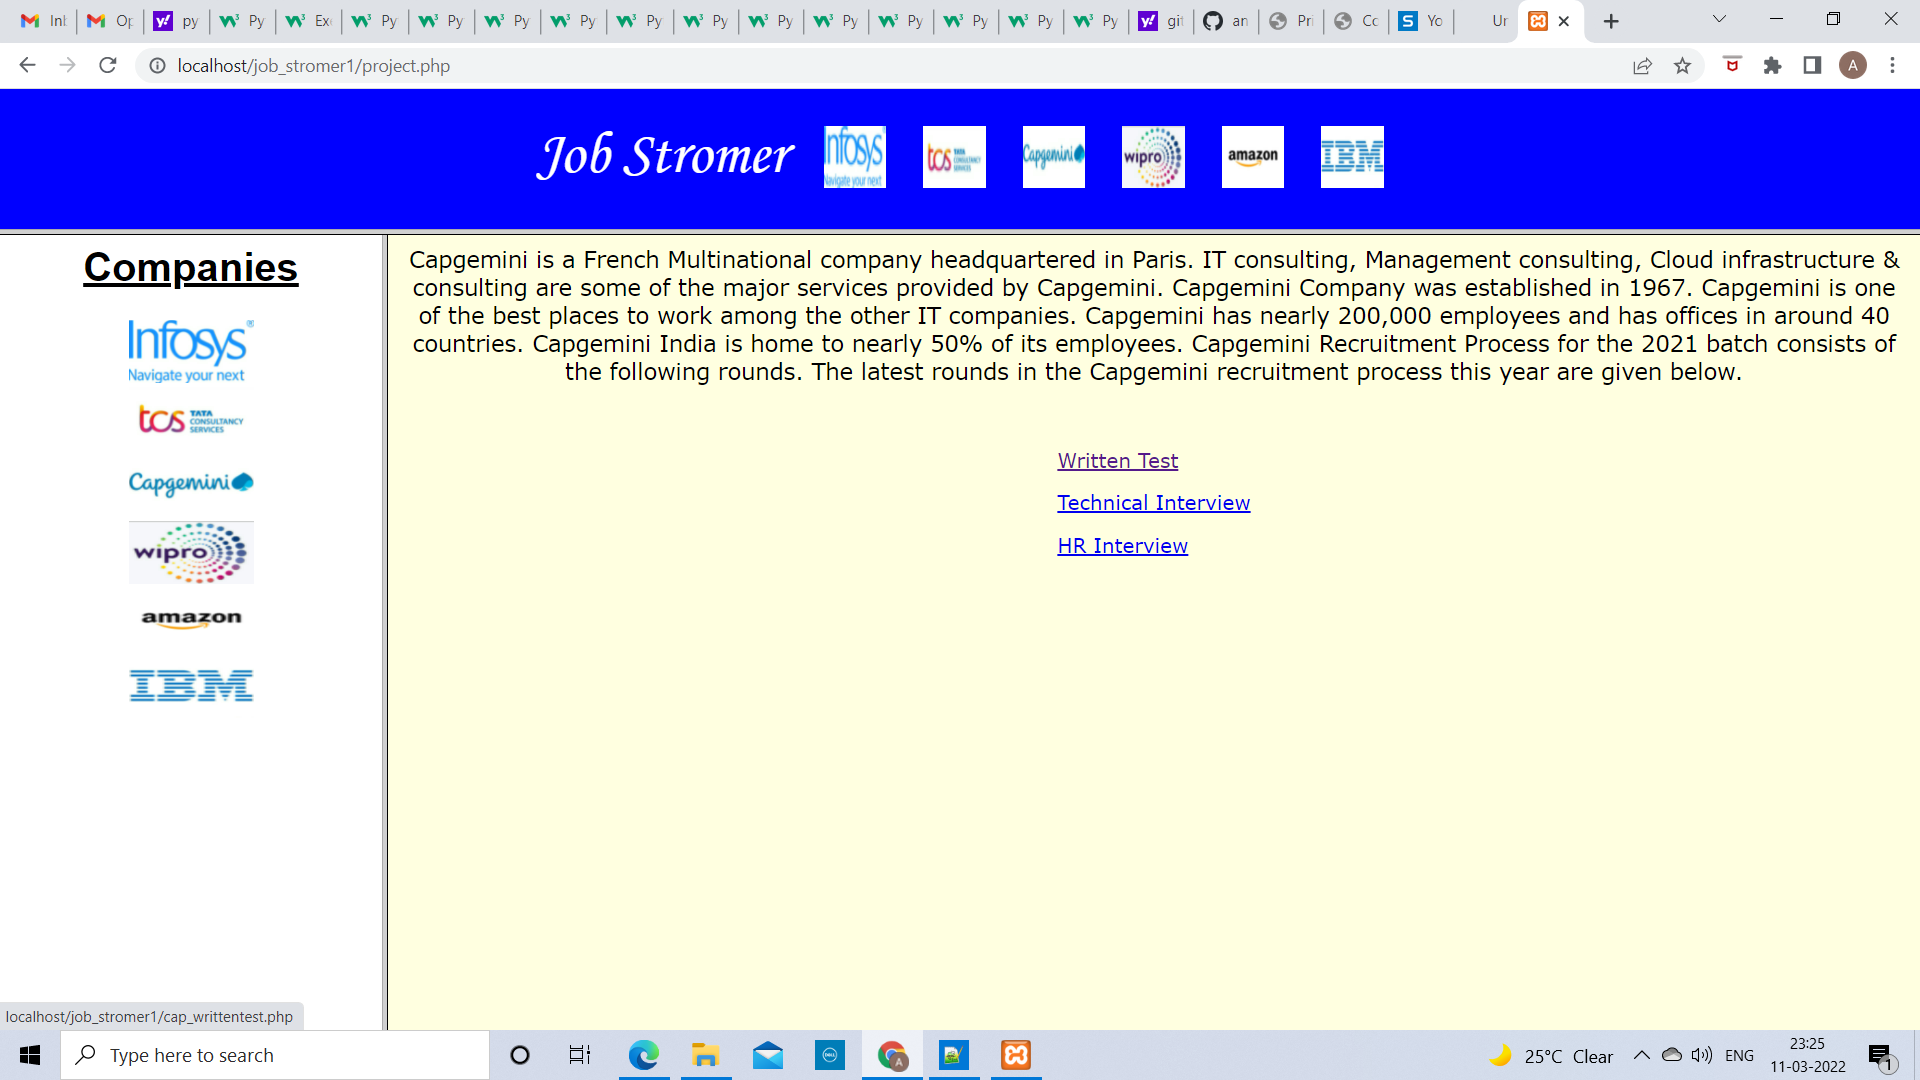 Int
Op
py
Py
Exe
Py
Py
Py
Py
Py
Py
Py
Py
Py
Py
Py
Py
git
an
Pri
Co
Yo
Un
localhost/job_stromer1/project.php
A
Job Stromer
Infosys
Navigate your next
tcs TATA CONSULTANCY SERVICES
Capgemini
wipro
amazon
IBM
Companies
Infosys®
Navigate your next
tcs TATA CONSULTANCY SERVICES
Capgemini
wipro
amazon
IBM
Capgemini is a French Multinational company headquartered in Paris. IT consulting, Management consulting, Cloud infrastructure &
consulting are some of the major services provided by Capgemini. Capgemini Company was established in 1967. Capgemini is one
of the best places to work among the other IT companies. Capgemini has nearly 200,000 employees and has offices in around 40
countries. Capgemini India is home to nearly 50% of its employees. Capgemini Recruitment Process for the 2021 batch consists of
the following rounds. The latest rounds in the Capgemini recruitment process this year are given below.
Written Test
Technical Interview
HR Interview
localhost/job_stromer1/cap_writtentest.php
Type here to search
DELL
A
25°C Clear
ENG
23:25
11-03-2022
1